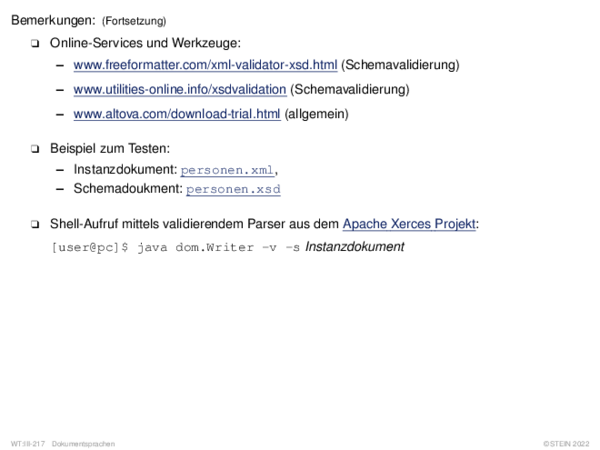 Bemerkungen: (Fortsetzung)
❑ Online-Services und Werkzeuge:
– www.freeformatter.com/xml-validator-xsd.html (Schemavalidierung)
– www.utilities-online.info/xsdvalidation (Schemavalidierung)
– www.altova.com/download-trial.html (allgemein)
❑ Beispiel zum Testen:
– Instanzdokument: personen.xml,
– Schemadoukment: personen.xsd
❑ Shell-Aufruf mittels validierendem Parser aus dem Apache Xerces Projekt:
[user@pc]$ java dom.Writer -v -s Instanzdokument
WT:III-217 Dokumentsprachen ©STEIN 2022